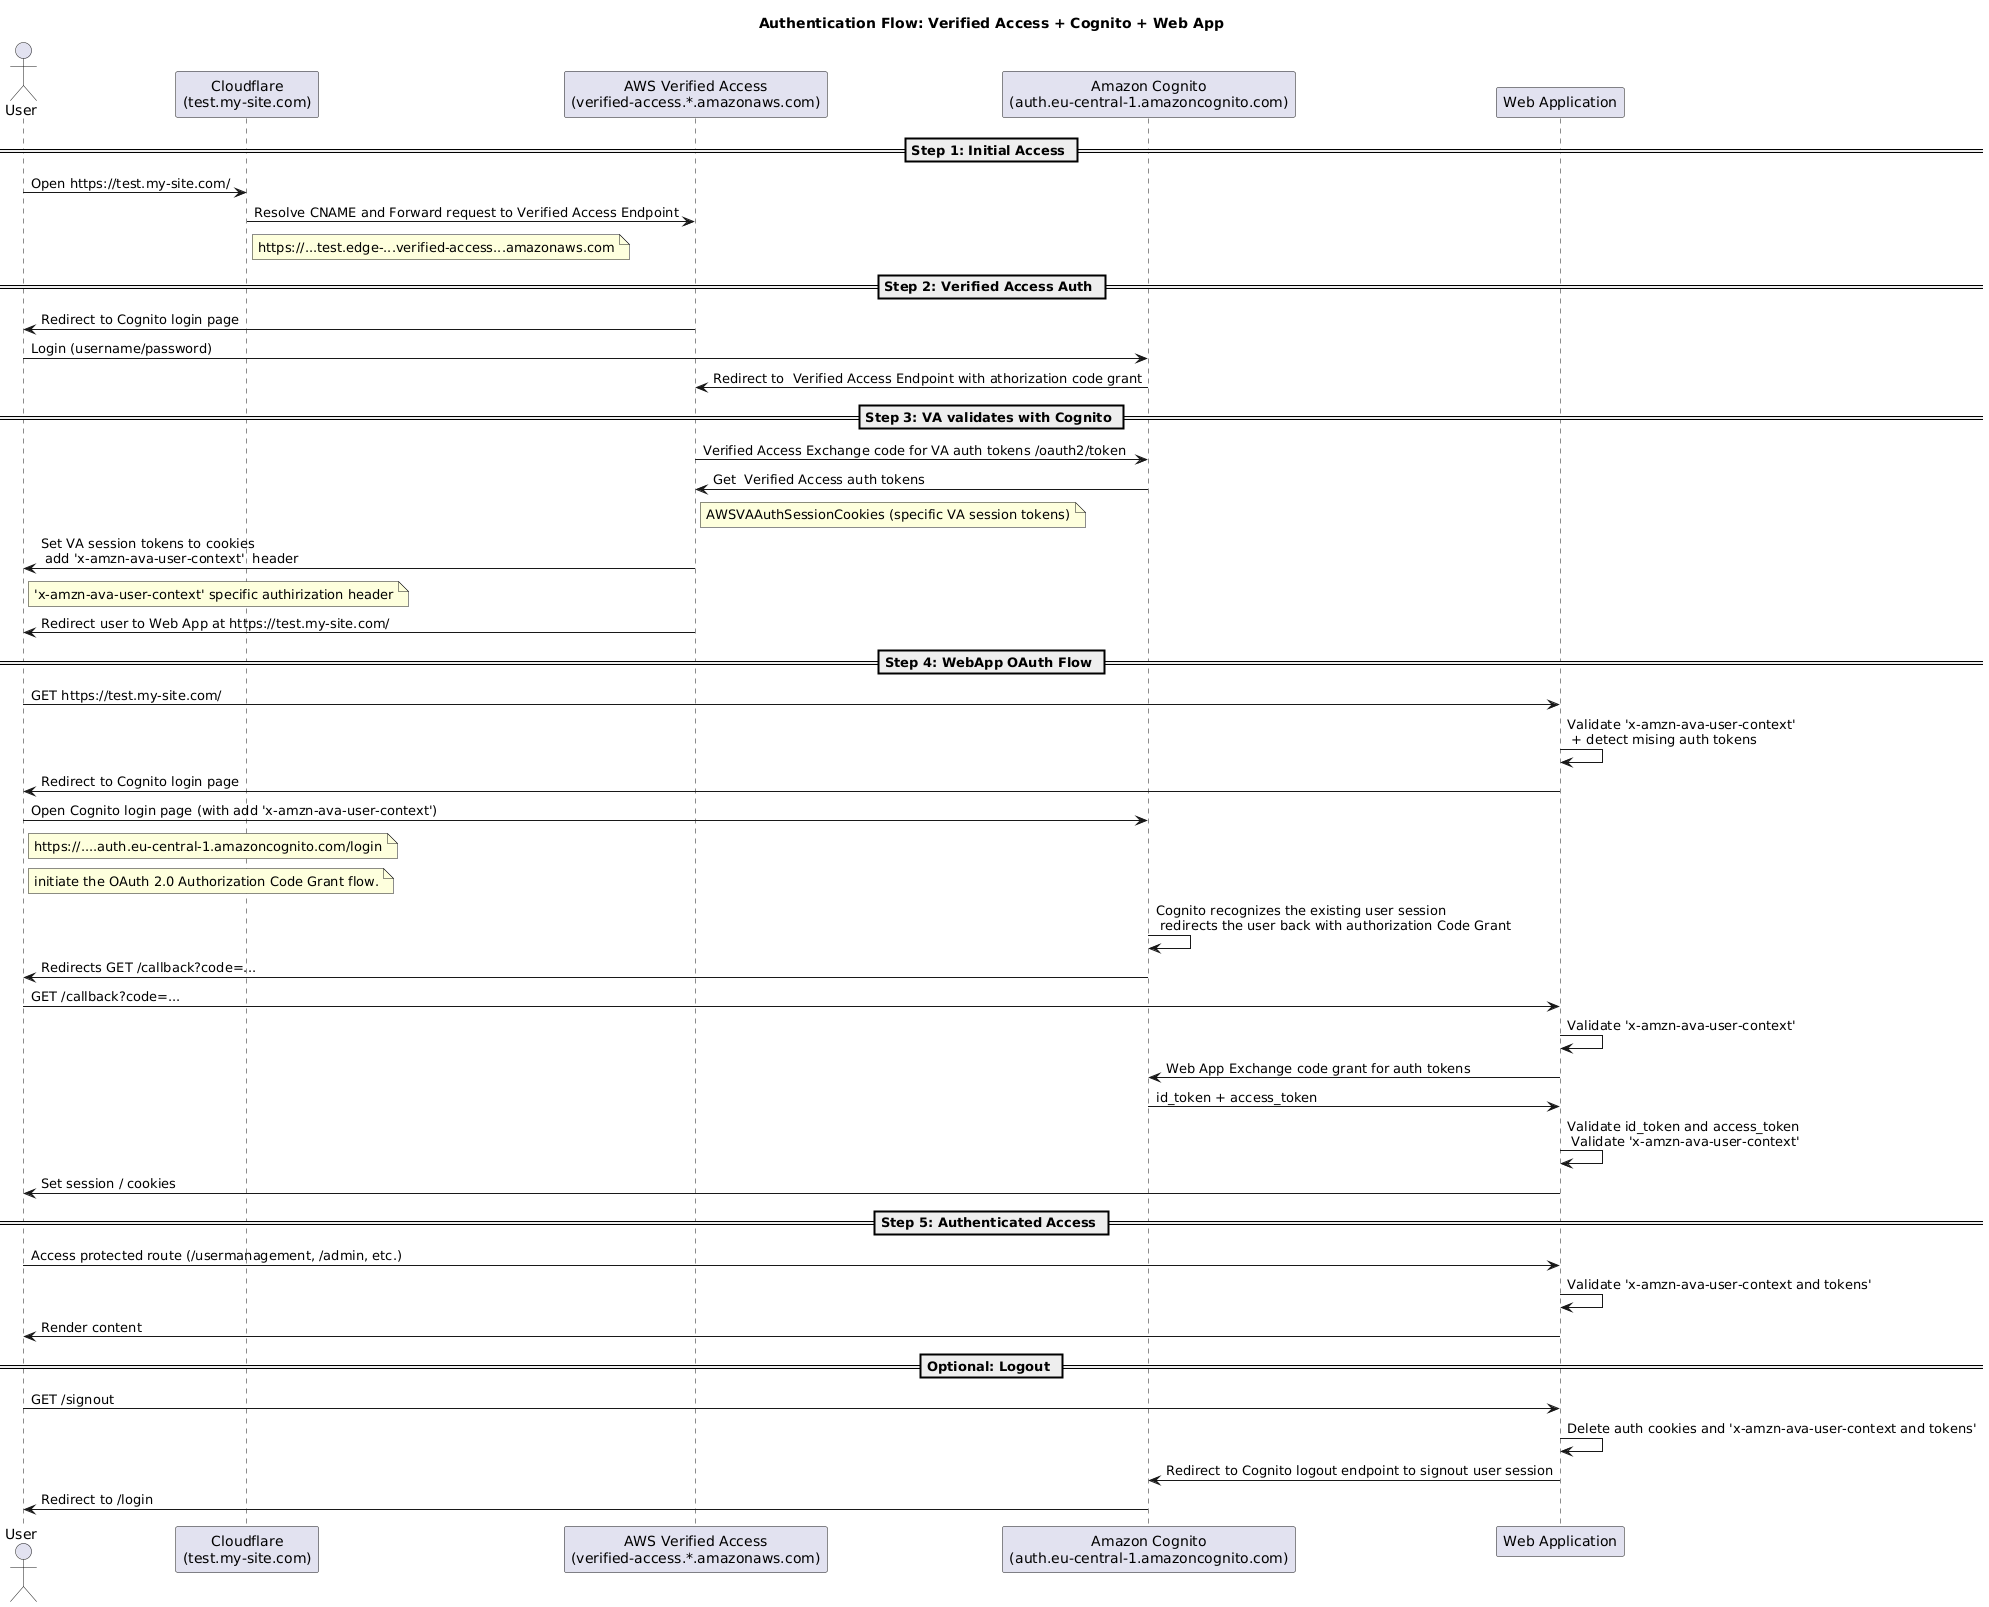 Authentication Flow: Verified Access + Cognito + Web App
User
Cloudflare
(test.my-site.com)
AWS Verified Access
(verified-access.*.amazonaws.com)
Amazon Cognito
(auth.eu-central-1.amazoncognito.com)
Web Application
Step 1: Initial Access
Open https://test.my-site.com/
Resolve CNAME and Forward request to Verified Access Endpoint
https://...test.edge-...verified-access...amazonaws.com
Step 2: Verified Access Auth
Redirect to Cognito login page
Login (username/password)
Redirect to  Verified Access Endpoint with athorization code grant
Step 3: VA validates with Cognito
Verified Access Exchange code for VA auth tokens /oauth2/token
Get  Verified Access auth tokens
AWSVAAuthSessionCookies (specific VA session tokens)
Set VA session tokens to cookies
add 'x-amzn-ava-user-context'  header
'x-amzn-ava-user-context' specific authirization header
Redirect user to Web App at https://test.my-site.com/
Step 4: WebApp OAuth Flow
GET https://test.my-site.com/
Validate 'x-amzn-ava-user-context'
+ detect mising auth tokens
Redirect to Cognito login page
Open Cognito login page (with add 'x-amzn-ava-user-context')
https://....auth.eu-central-1.amazoncognito.com/login
initiate the OAuth 2.0 Authorization Code Grant flow.
Cognito recognizes the existing user session
redirects the user back with authorization Code Grant
Redirects GET /callback?code=...
GET /callback?code=...
Validate 'x-amzn-ava-user-context'
Web App Exchange code grant for auth tokens
id_token + access_token
Validate id_token and access_token
Validate 'x-amzn-ava-user-context'
Set session / cookies
Step 5: Authenticated Access
Access protected route (/usermanagement, /admin, etc.)
Validate 'x-amzn-ava-user-context and tokens'
Render content
Optional: Logout
GET /signout
Delete auth cookies and 'x-amzn-ava-user-context and tokens'
Redirect to Cognito logout endpoint to signout user session
Redirect to /login
User
Cloudflare
(test.my-site.com)
AWS Verified Access
(verified-access.*.amazonaws.com)
Amazon Cognito
(auth.eu-central-1.amazoncognito.com)
Web Application